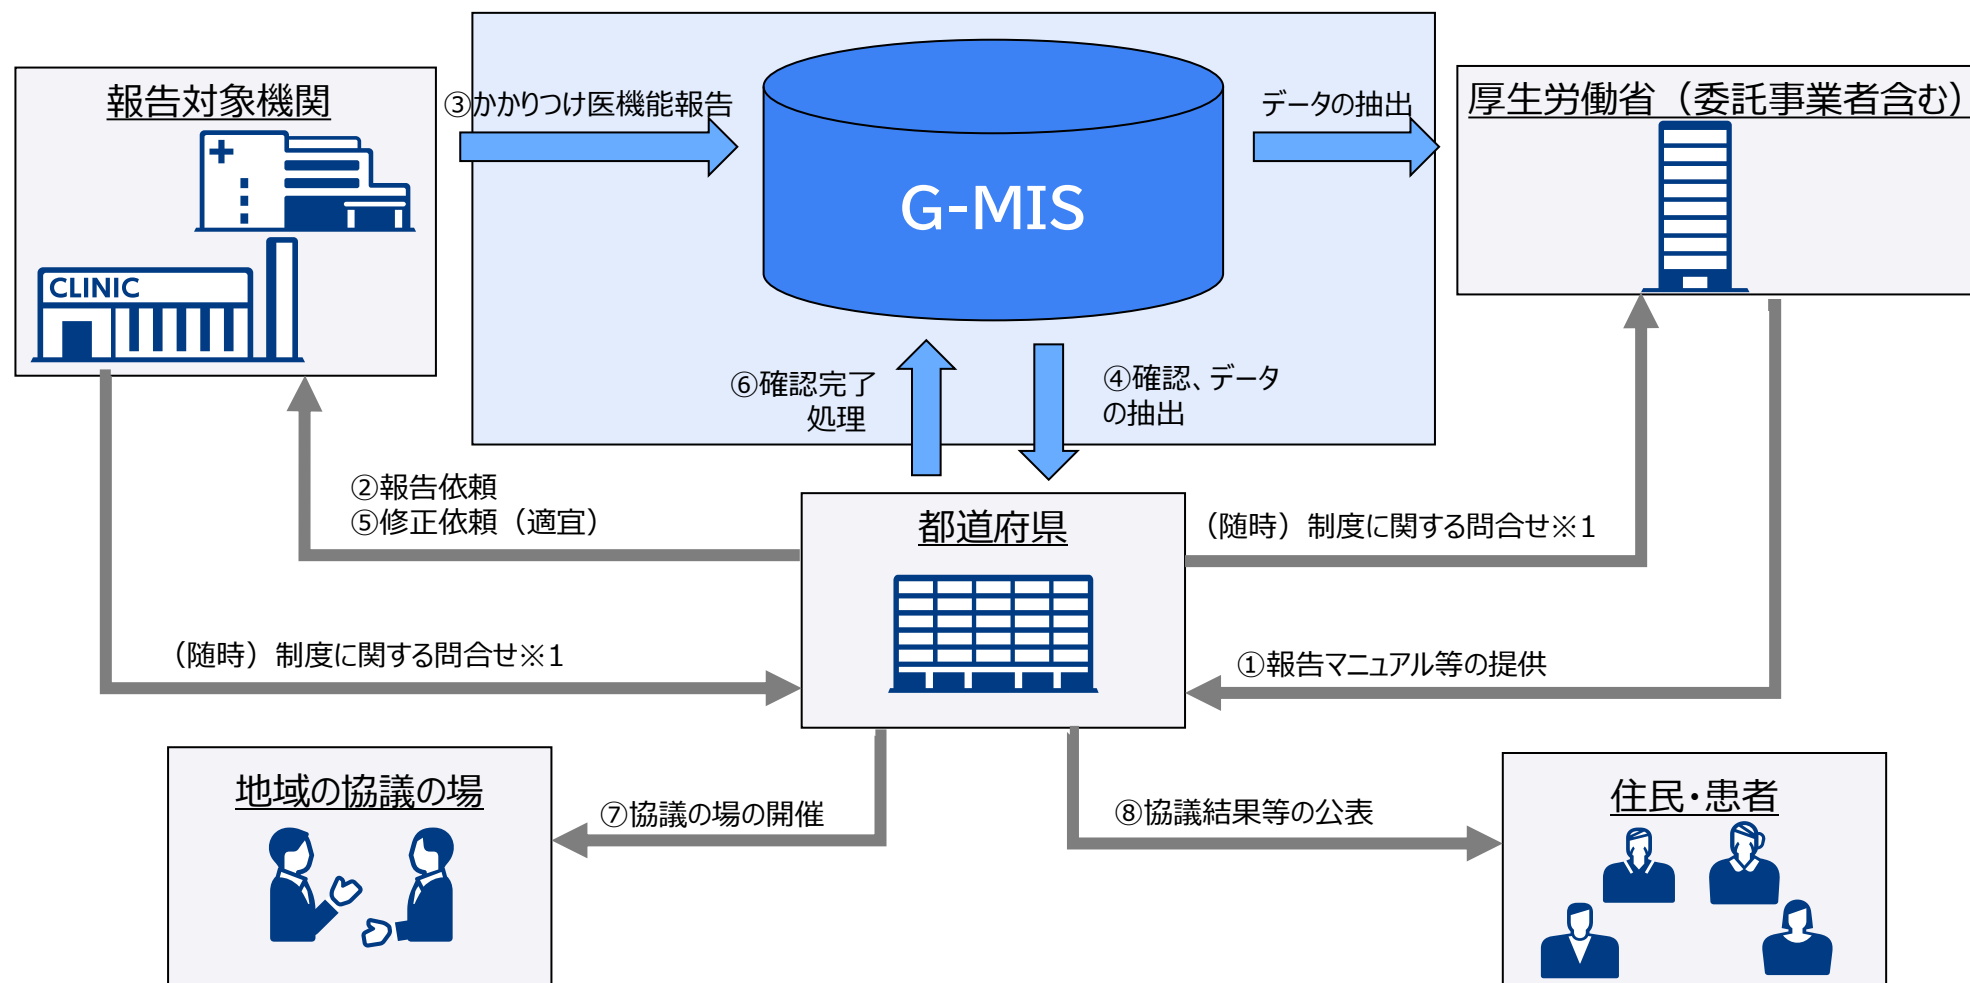 報告対象機関
CLINIC
③かかりつけ医機能報告
G-MIS
データの抽出
厚生労働省（委託事業者含む）
⑥確認完了
処理
④確認、データ
の抽出
②報告依頼
⑤修正依頼（適宜）
都道府県
（随時）制度に関する問合せ※1
（随時）制度に関する問合せ※1
①報告マニュアル等の提供
地域の協議の場
⑦協議の場の開催
⑧協議結果等の公表
住民・患者